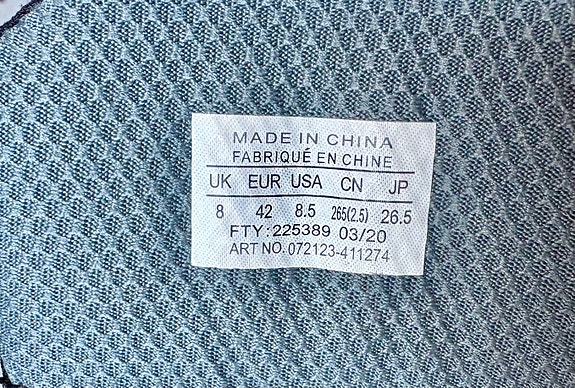 MADE IN CHINA
FABRIQUÉ EN CHINE
UK EUR USA CN JP
8 42 8.5 265(2.5) 26.5
FTY: 225389 03/20
ART NO. 072123-411274